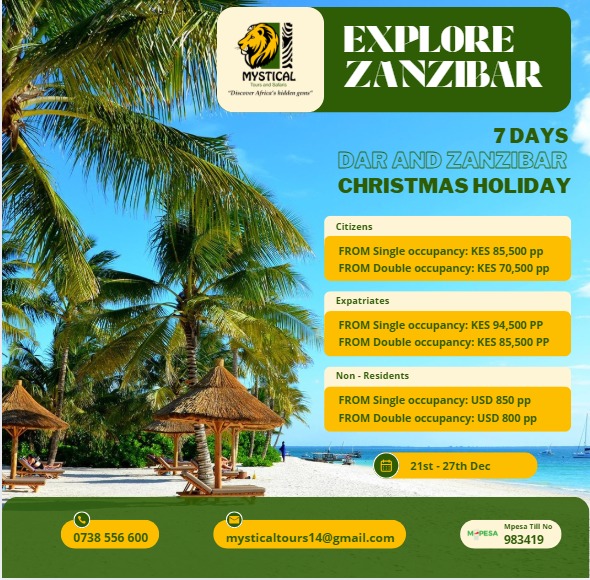 MYSTICAL
Tours and Safaris
"Discover Africa's hidden gems"
EXPLORE
ZANZIBAR
7 DAYS
DAR AND ZANZIBAR
CHRISTMAS HOLIDAY
Citizens
FROM Single occupancy: KES 85,500 pp
FROM Double occupancy: KES 70,500 pp
Expatriates
FROM Single occupancy: KES 94,500 PP
FROM Double occupancy: KES 85,500 PP
Non - Residents
FROM Single occupancy: USD 850 pp
FROM Double occupancy: USD 800 pp
21st - 27th Dec
0738 556 600
mysticaltours14@gmail.com
M-PESA
Mpesa Till No
983419